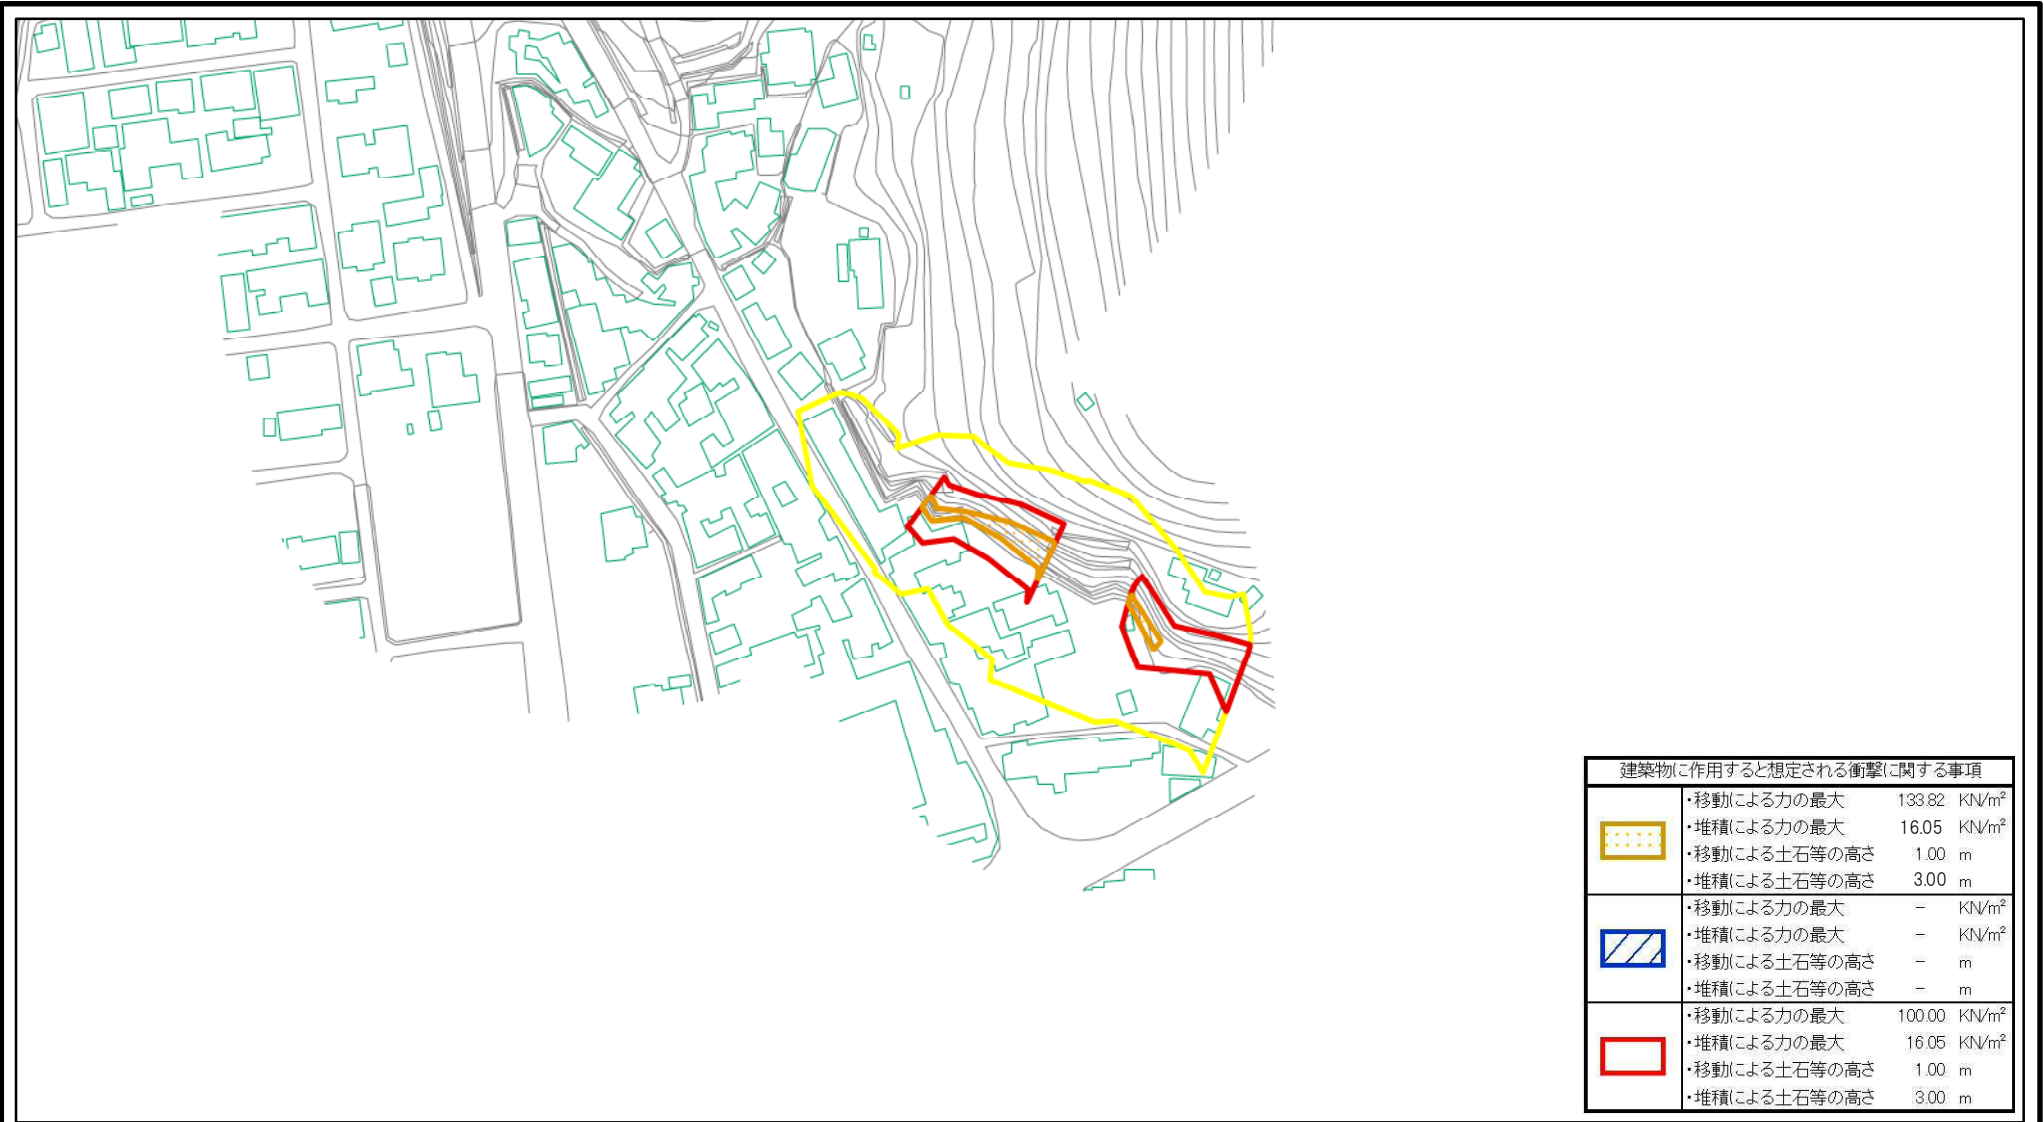 建築物に作用すると想定される衝撃に関する事項
・移動による力の最大 133.82 KN/m²
・堆積による力の最大 16.05 KN/m²
・移動による土石等の高さ 1.00 m
・堆積による土石等の高さ 3.00 m
・移動による力の最大 - KN/m²
・堆積による力の最大 - KN/m²
・移動による土石等の高さ - m
・堆積による土石等の高さ - m
・移動による力の最大 100.00 KN/m²
・堆積による力の最大 16.05 KN/m²
・移動による土石等の高さ 1.00 m
・堆積による土石等の高さ 3.00 m